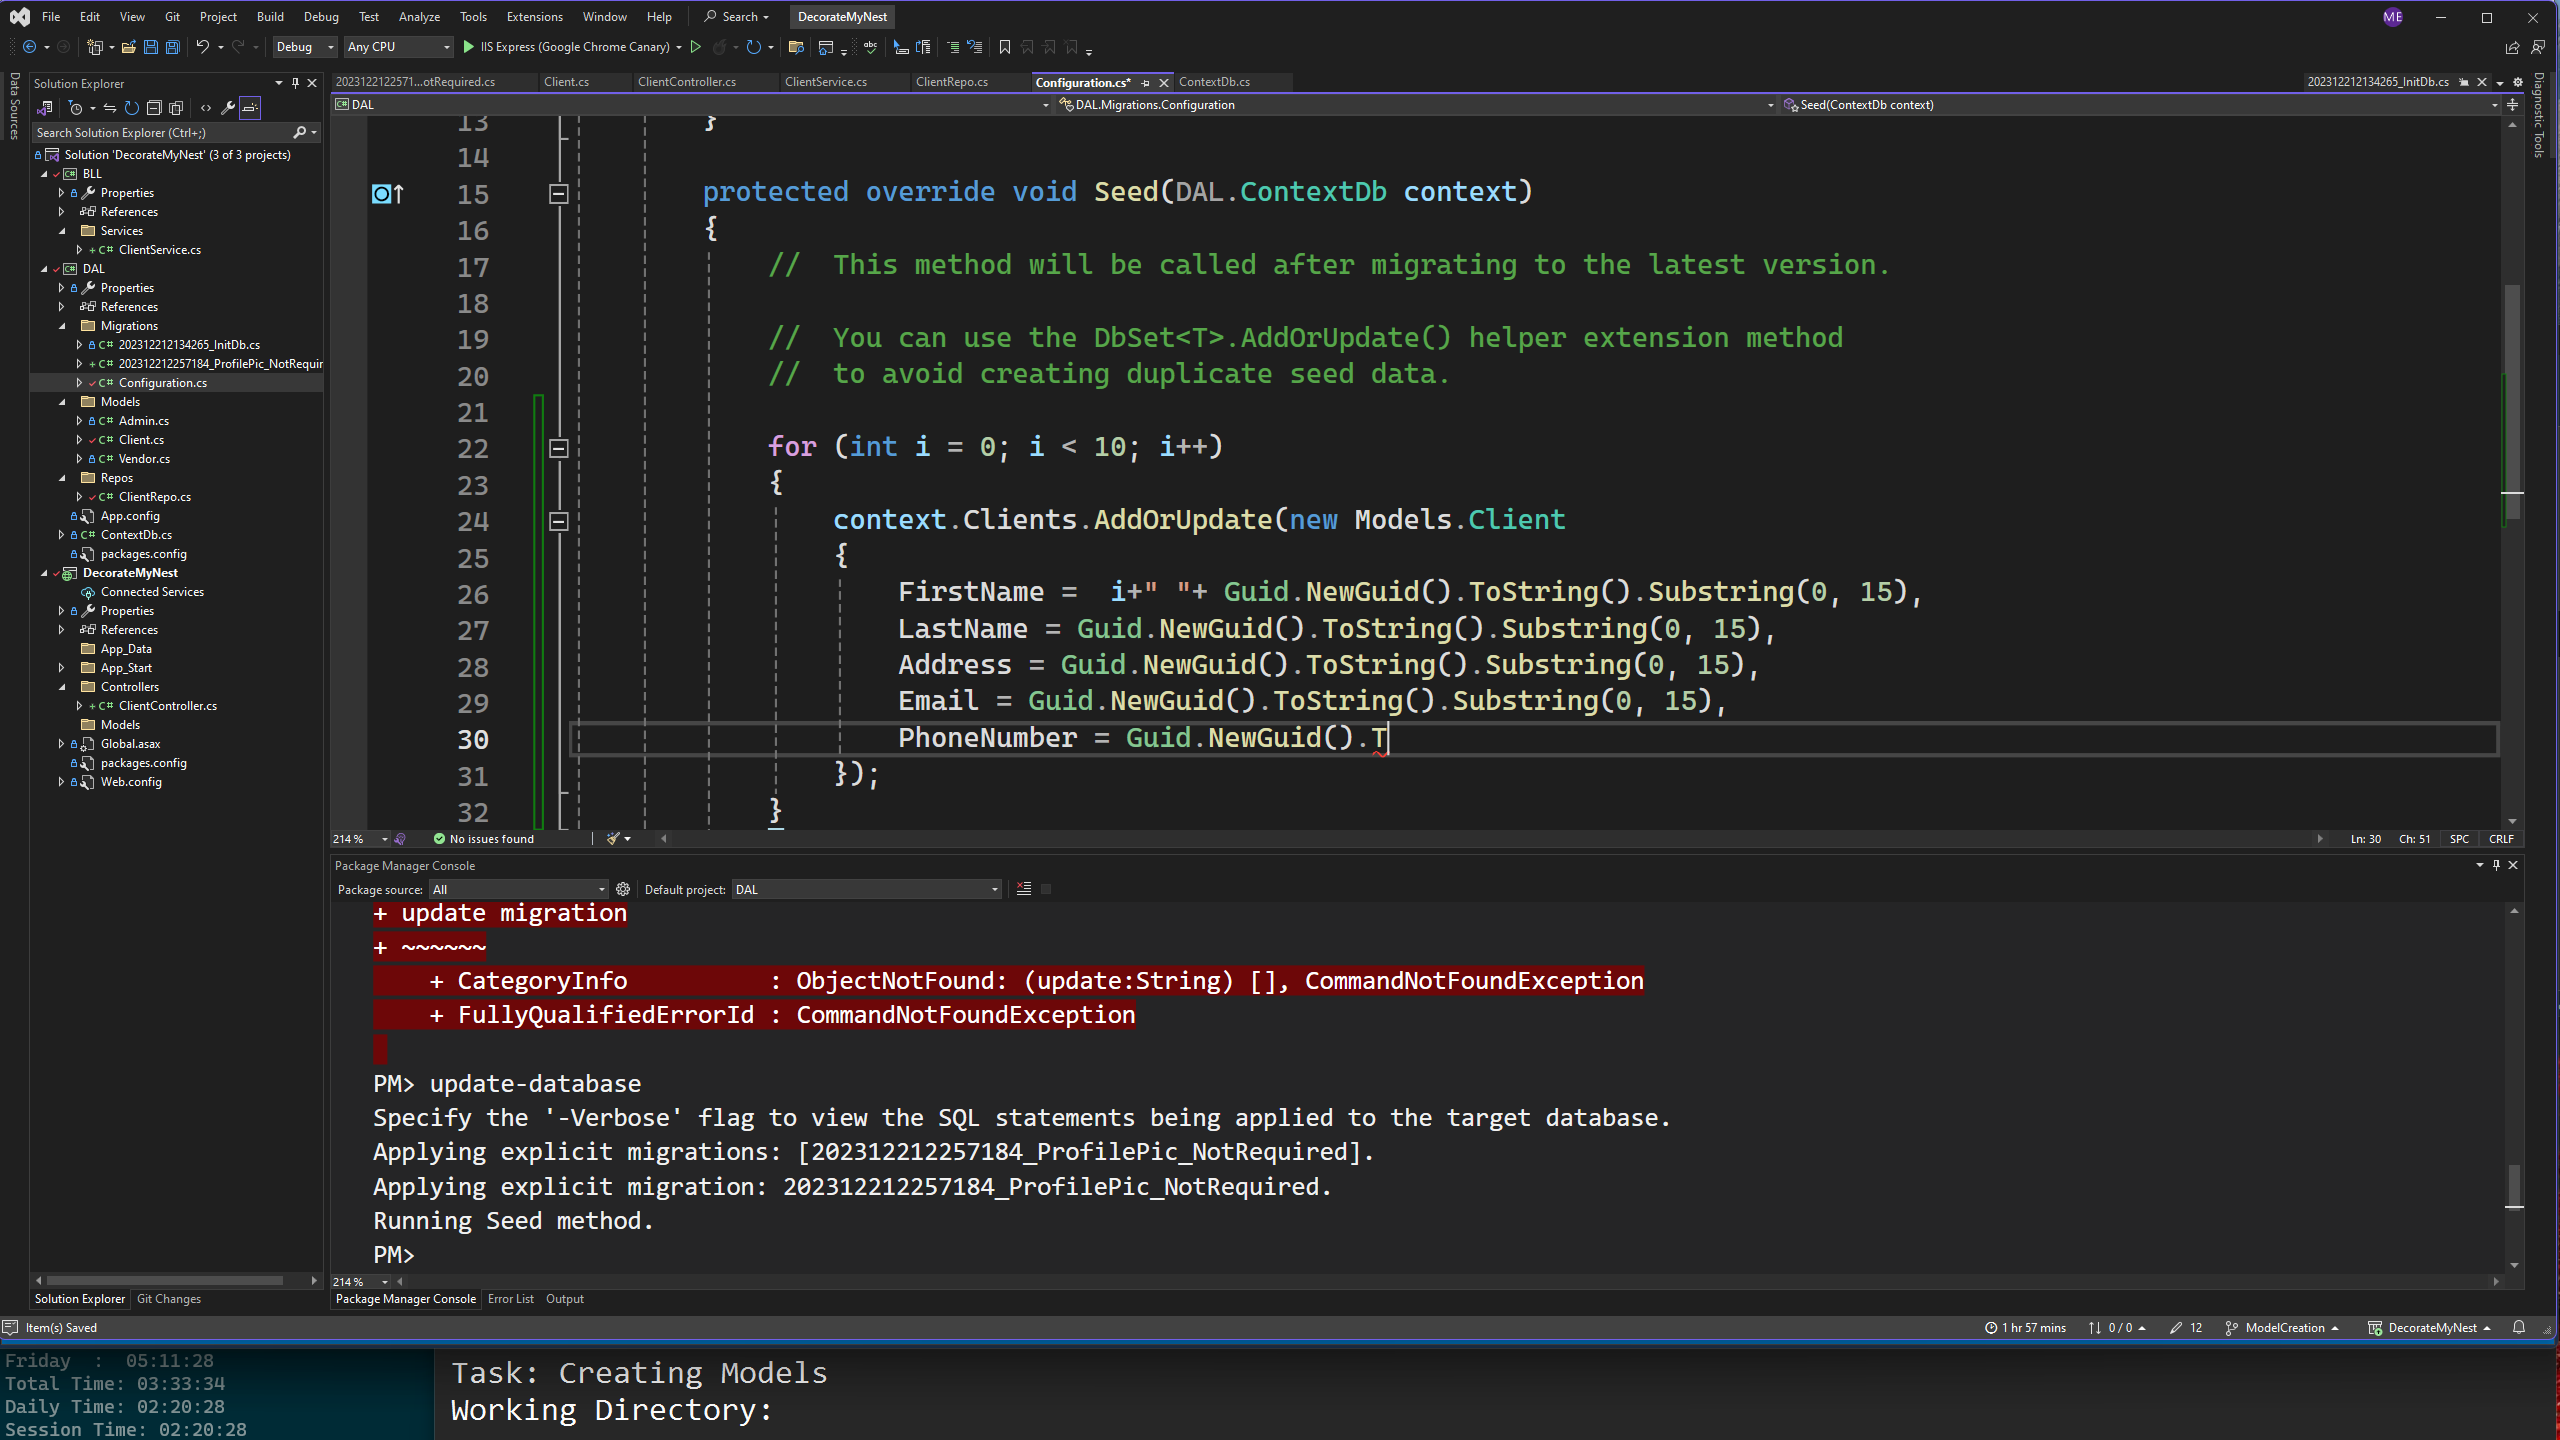 File Edit View Git Project Build Debug Test Analyze Tools Extensions Window Help Search DecorateMyNest ME
Debug Any CPU IIS Express (Google Chrome Canary)
Data Sources
Solution Explorer
Search Solution Explorer (Ctrl+;)
Solution 'DecorateMyNest' (3 of 3 projects)
BLL
Properties
References
Services
C# ClientService.cs
DAL
Properties
References
Migrations
C# 202312212134265_InitDb.cs
C# 202312212257184_ProfilePic_NotRequir
C# Configuration.cs
Models
C# Admin.cs
C# Client.cs
C# Vendor.cs
Repos
C# ClientRepo.cs
App.config
C# ContextDb.cs
packages.config
DecorateMyNest
Connected Services
Properties
References
App_Data
App_Start
Controllers
C# ClientController.cs
Models
Global.asax
packages.config
Web.config
Solution Explorer Git Changes
2023122122571...otRequired.cs Client.cs ClientController.cs ClientService.cs ClientRepo.cs Configuration.cs* ContextDb.cs 202312212134265_InitDb.cs
Diagnostic Tools
C# DAL DAL.Migrations.Configuration Seed(ContextDb context)
13 }
14
15 protected override void Seed(DAL.ContextDb context)
16 {
17 //  This method will be called after migrating to the latest version.
18
19 //  You can use the DbSet<T>.AddOrUpdate() helper extension method
20 //  to avoid creating duplicate seed data.
21
22 for (int i = 0; i < 10; i++)
23 {
24 context.Clients.AddOrUpdate(new Models.Client
25 {
26 FirstName =  i+" "+ Guid.NewGuid().ToString().Substring(0, 15),
27 LastName = Guid.NewGuid().ToString().Substring(0, 15),
28 Address = Guid.NewGuid().ToString().Substring(0, 15),
29 Email = Guid.NewGuid().ToString().Substring(0, 15),
30 PhoneNumber = Guid.NewGuid().T
31 });
32 }
214 % No issues found Ln: 30 Ch: 51 SPC CRLF
Package Manager Console
Package source: All Default project: DAL
+ update migration
+ ~~~~~~
+ CategoryInfo          : ObjectNotFound: (update:String) [], CommandNotFoundException
+ FullyQualifiedErrorId : CommandNotFoundException
PM> update-database
Specify the '-Verbose' flag to view the SQL statements being applied to the target database.
Applying explicit migrations: [202312212257184_ProfilePic_NotRequired].
Applying explicit migration: 202312212257184_ProfilePic_NotRequired.
Running Seed method.
PM>
214 %
Package Manager Console Error List Output
Item(s) Saved 1 hr 57 mins 0 / 0 12 ModelCreation DecorateMyNest
Friday  :  05:11:28
Total Time: 03:33:34
Daily Time: 02:20:28
Session Time: 02:20:28
Task: Creating Models
Working Directory: